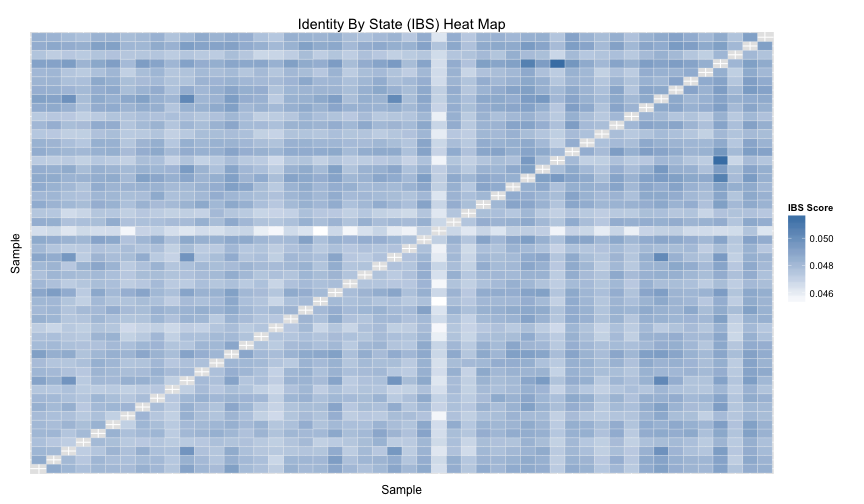 Identity By State (IBS) Heat Map
Sample
IBS Score
0.050
0.048
0.046
Sample